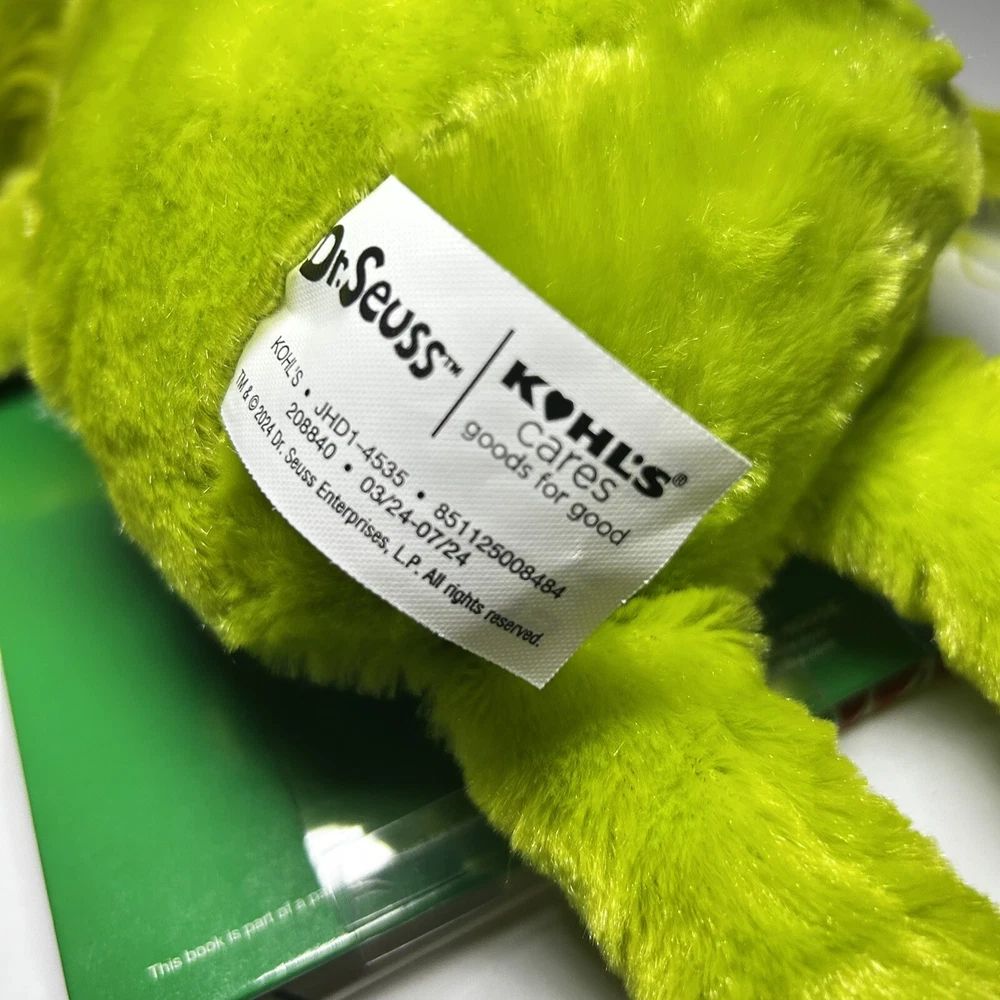 Dr. Seuss™
KOHL'S®
Cares
goods for good
KOHL'S • JHD1-4535 • 851125008484
208840 • 03/24-07/24
TM & © 2024 Dr. Seuss Enterprises, L.P. All rights reserved.
This book is part of a